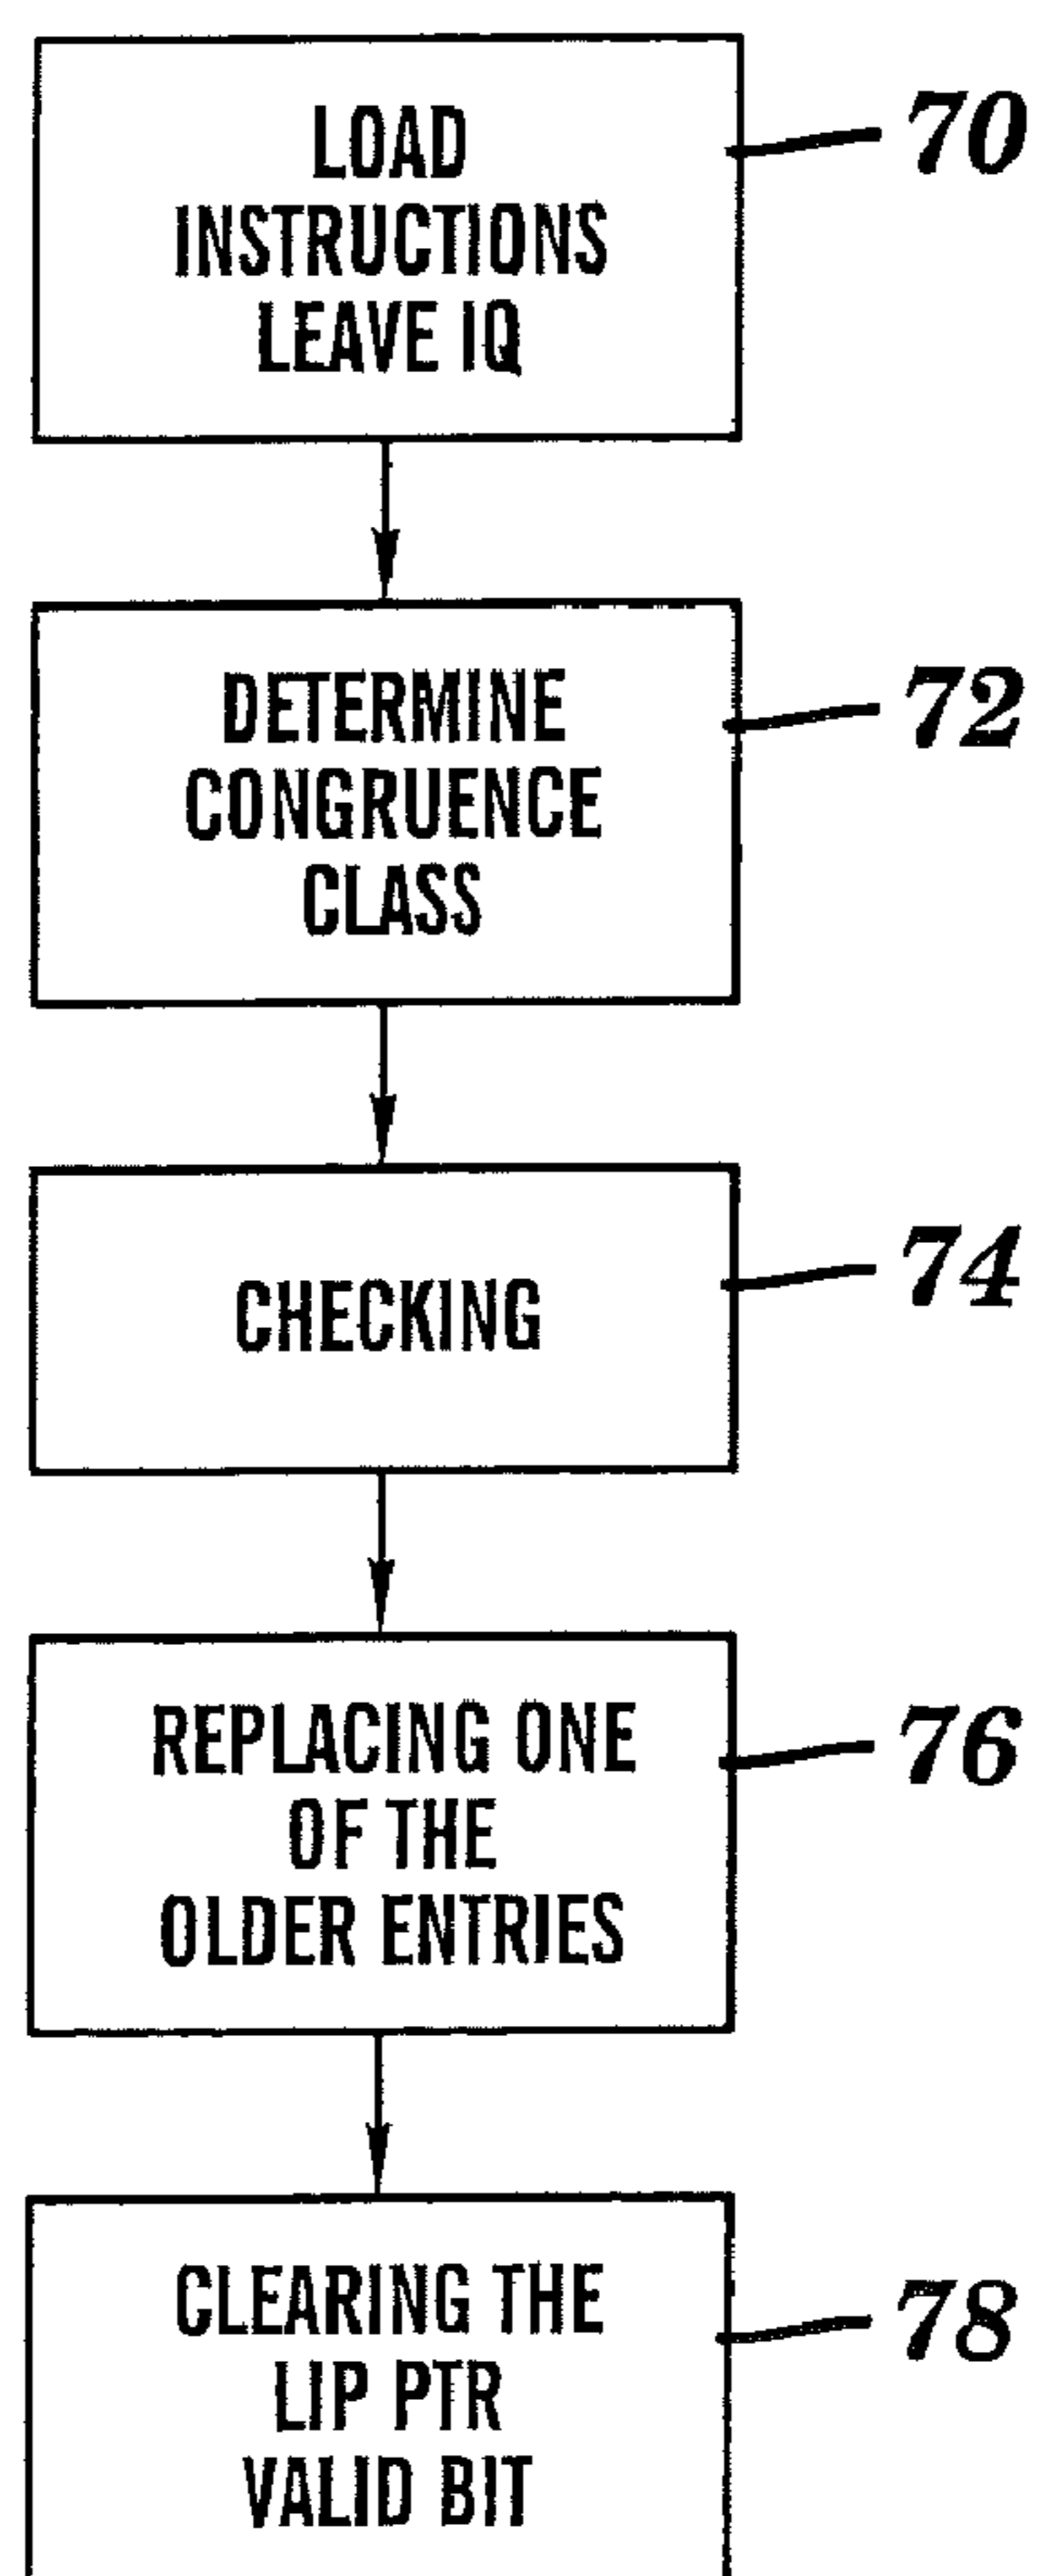 LOAD
INSTRUCTIONS
LEAVE IQ
70
DETERMINE
CONGRUENCE
CLASS
72
CHECKING
74
REPLACING ONE
OF THE
OLDER ENTRIES
76
CLEARING THE
LIP PTR
VALID BIT
78